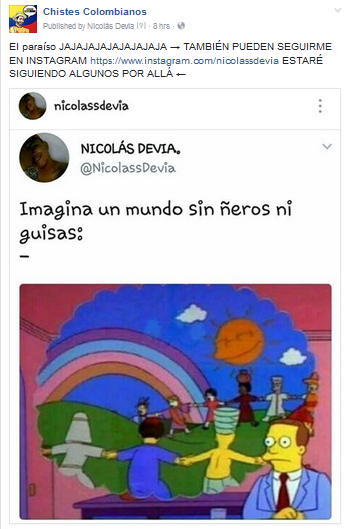 Chistes Colombianos
Published by Nicolás Devia [?] · 8 hrs ·
El paraíso JAJAJAJAJAJAJAJAJA → TAMBIÉN PUEDEN SEGUIRME
EN INSTAGRAM https://www.instagram.com/nicolassdevia ESTARÉ
SIGUIENDO ALGUNOS POR ALLÁ ←
nicolassdevia
NICOLÁS DEVIA.
@NicolassDevia
Imagina un mundo sin ñeros ni
guisas:
–